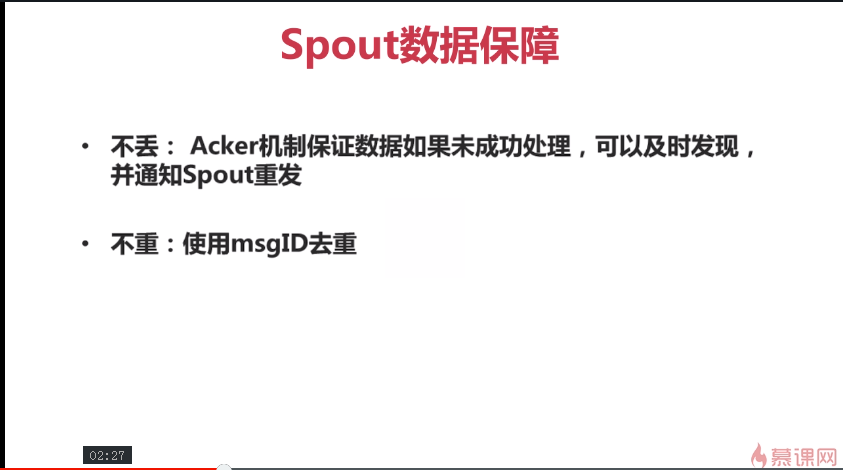 Spout数据保障
• 不丢： Acker机制保证数据如果未成功处理，可以及时发现，
并通知Spout重发
• 不重：使用msgID去重
02:27
慕课网